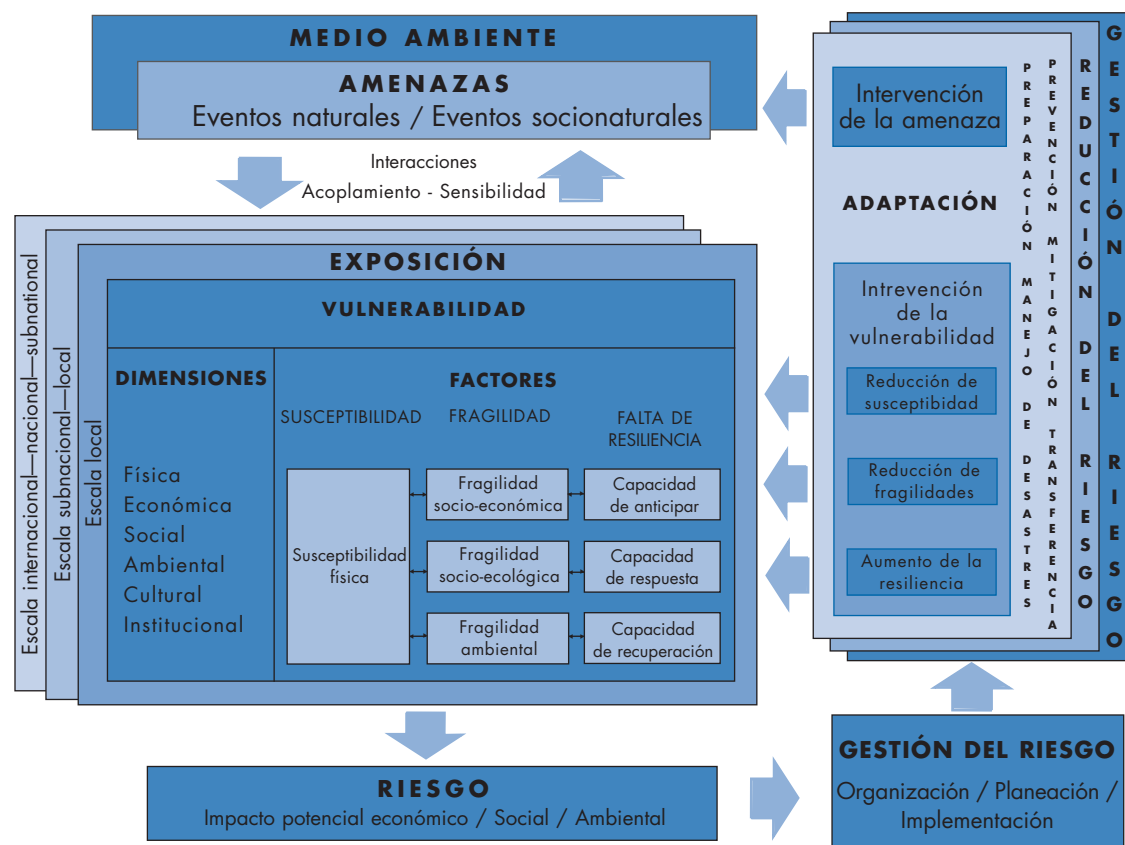 MEDIO AMBIENTE
AMENAZAS
Eventos naturales / Eventos socionaturales
Interacciones
Acoplamiento - Sensibilidad
Escala internacional—nacional—subnational
Escala subnacional—local
Escala local
EXPOSICIÓN
VULNERABILIDAD
DIMENSIONES
Física
Económica
Social
Ambiental
Cultural
Institucional
FACTORES
SUSCEPTIBILIDAD
FRAGILIDAD
FALTA DE
RESILIENCIA
Susceptibilidad
física
Fragilidad
socio-económica
Capacidad
de anticipar
Fragilidad
socio-ecológica
Capacidad
de respuesta
Fragilidad
ambiental
Capacidad
de recuperación
Intervención
de la amenaza
ADAPTACIÓN
Intrevención
de la
vulnerabilidad
Reducción de
susceptibidad
Reducción de
fragilidades
Aumento de la
resiliencia
PREPARACIÓN MANEJO DE DESASTRES
PREVENCIÓN MITIGACIÓN TRANSFERENCIA
REDUCCIÓN DEL RIESGO
GESTIÓN DEL RIESGO
RIESGO
Impacto potencial económico / Social / Ambiental
GESTIÓN DEL RIESGO
Organización / Planeación /
Implementación